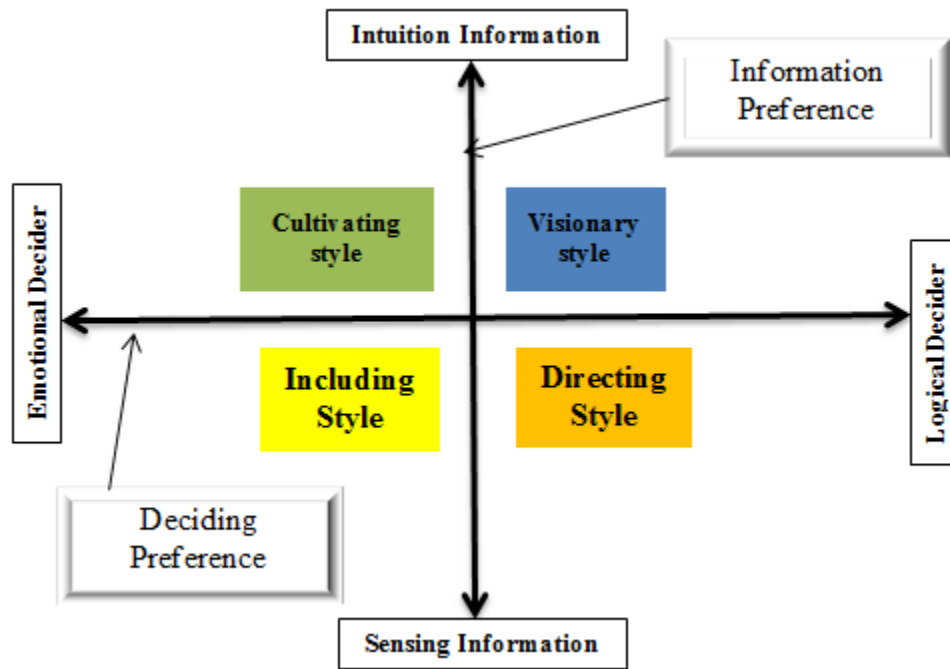 Intuition Information
Information
Preference
Cultivating
style
Visionary
style
Emotional Decider
Logical Decider
Including
Style
Directing
Style
Deciding
Preference
Sensing Information